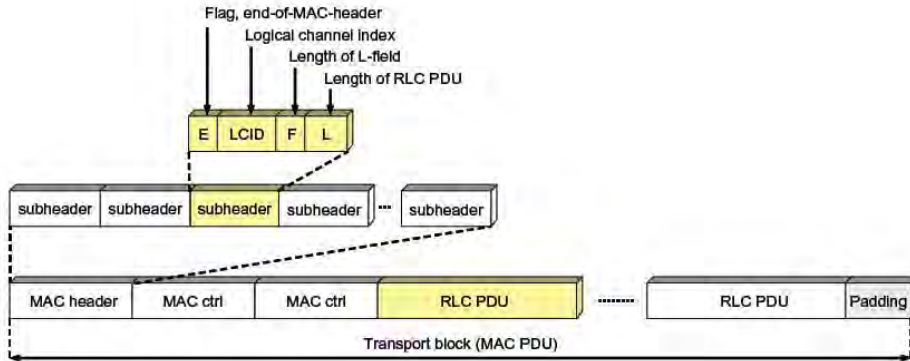 Flag, end-of-MAC-header
Logical channel index
Length of L-field
Length of RLC PDU
E LCID F L
subheader subheader subheader subheader subheader
MAC header MAC ctrl MAC ctrl RLC PDU RLC PDU Padding
Transport block (MAC PDU)